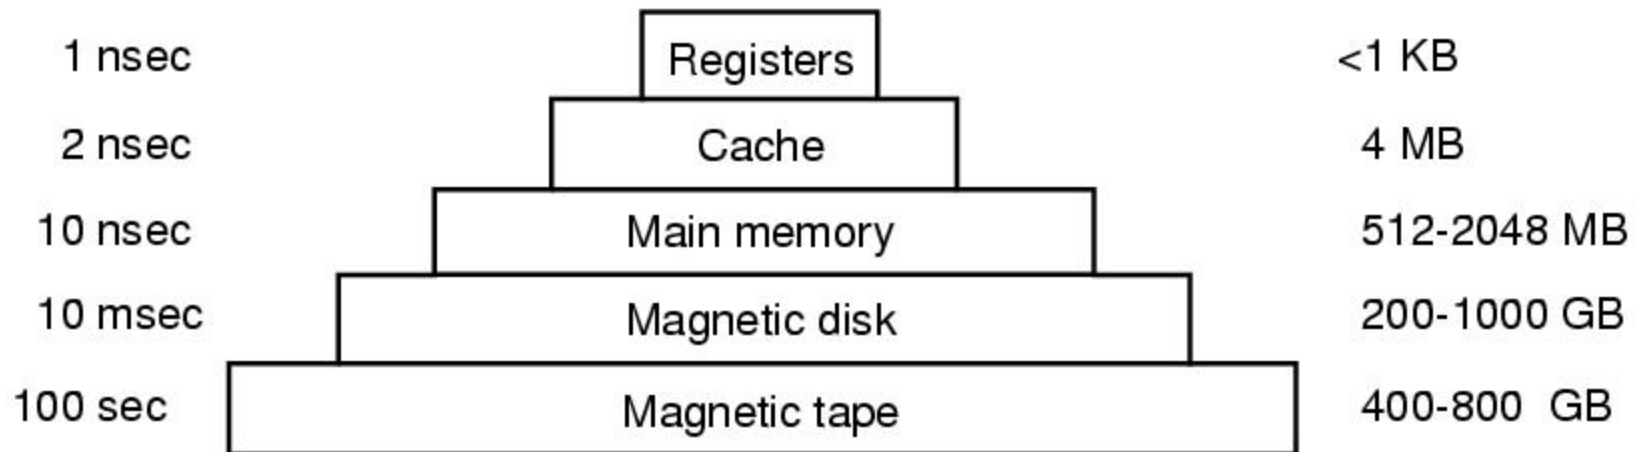 1 nsec Registers <1 KB
2 nsec Cache 4 MB
10 nsec Main memory 512-2048 MB
10 msec Magnetic disk 200-1000 GB
100 sec Magnetic tape 400-800 GB